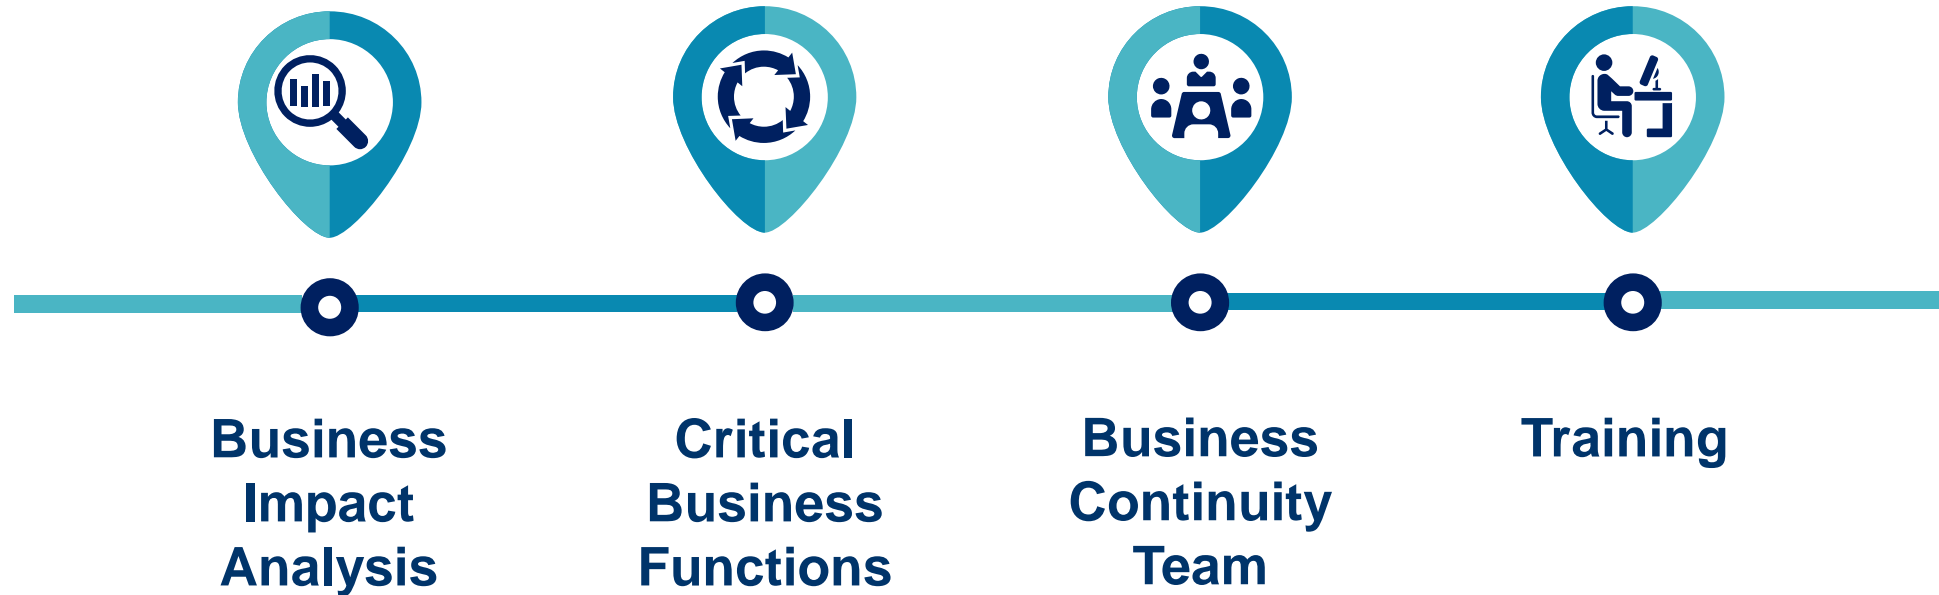 Business
Impact
Analysis
Critical
Business
Functions
Business
Continuity
Team
Training